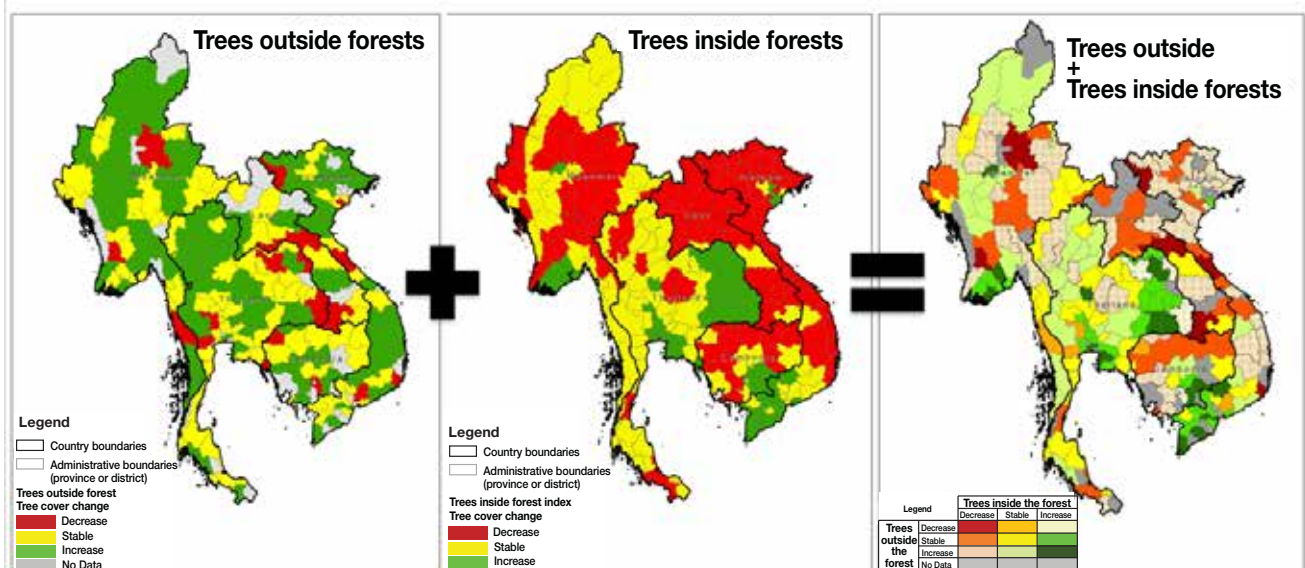 Trees outside forests
Legend
Country boundaries
Administrative boundaries
(province or district)
Trees outside forest
Tree cover change
Decrease
Stable
Increase
No Data
+
Trees inside forests
Legend
Country boundaries
Administrative boundaries
(province or district)
Trees inside forest index
Tree cover change
Decrease
Stable
Increase
=
Trees outside
+
Trees inside forests
Legend
Trees inside the forest
Decrease Stable Increase
Trees outside the forest
Decrease
Stable
Increase
No Data